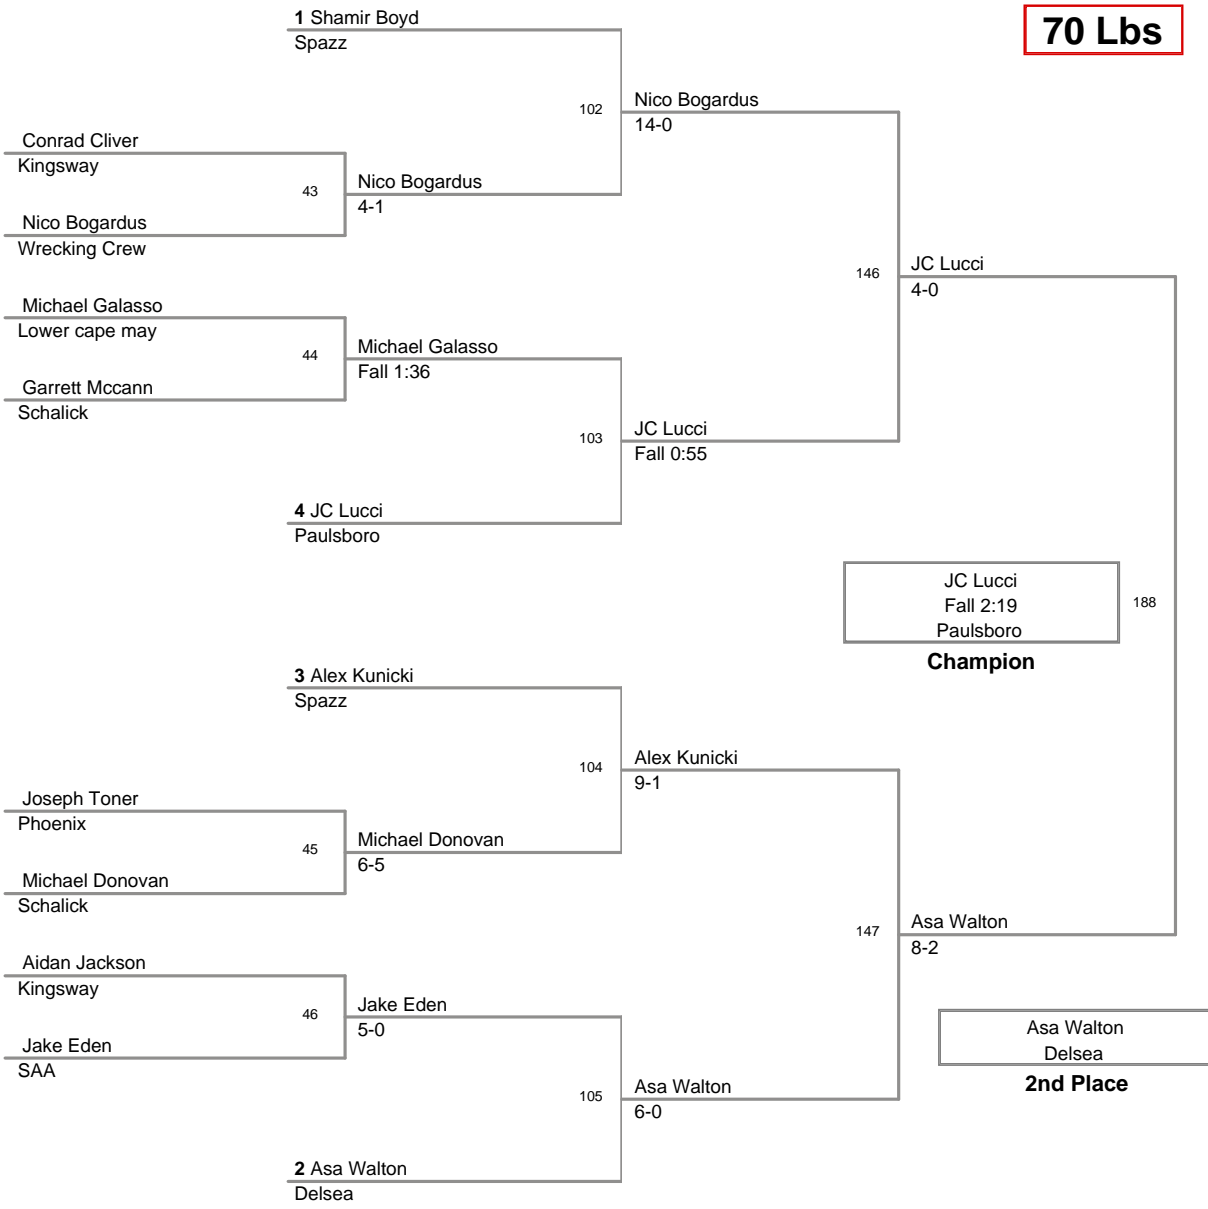 1 Shamir Boyd
Spazz
70 Lbs
102
Nico Bogardus
14-0
Conrad Cliver
Kingsway
43
Nico Bogardus
4-1
Nico Bogardus
Wrecking Crew
146
JC Lucci
4-0
Michael Galasso
Lower cape may
44
Michael Galasso
Fall 1:36
Garrett Mccann
Schalick
103
JC Lucci
Fall 0:55
4 JC Lucci
Paulsboro
JC Lucci
Fall 2:19
Paulsboro
188
Champion
3 Alex Kunicki
Spazz
104
Alex Kunicki
9-1
Joseph Toner
Phoenix
45
Michael Donovan
6-5
Michael Donovan
Schalick
147
Asa Walton
8-2
Aidan Jackson
Kingsway
46
Jake Eden
5-0
Jake Eden
SAA
Asa Walton
Delsea
2nd Place
105
Asa Walton
6-0
2 Asa Walton
Delsea